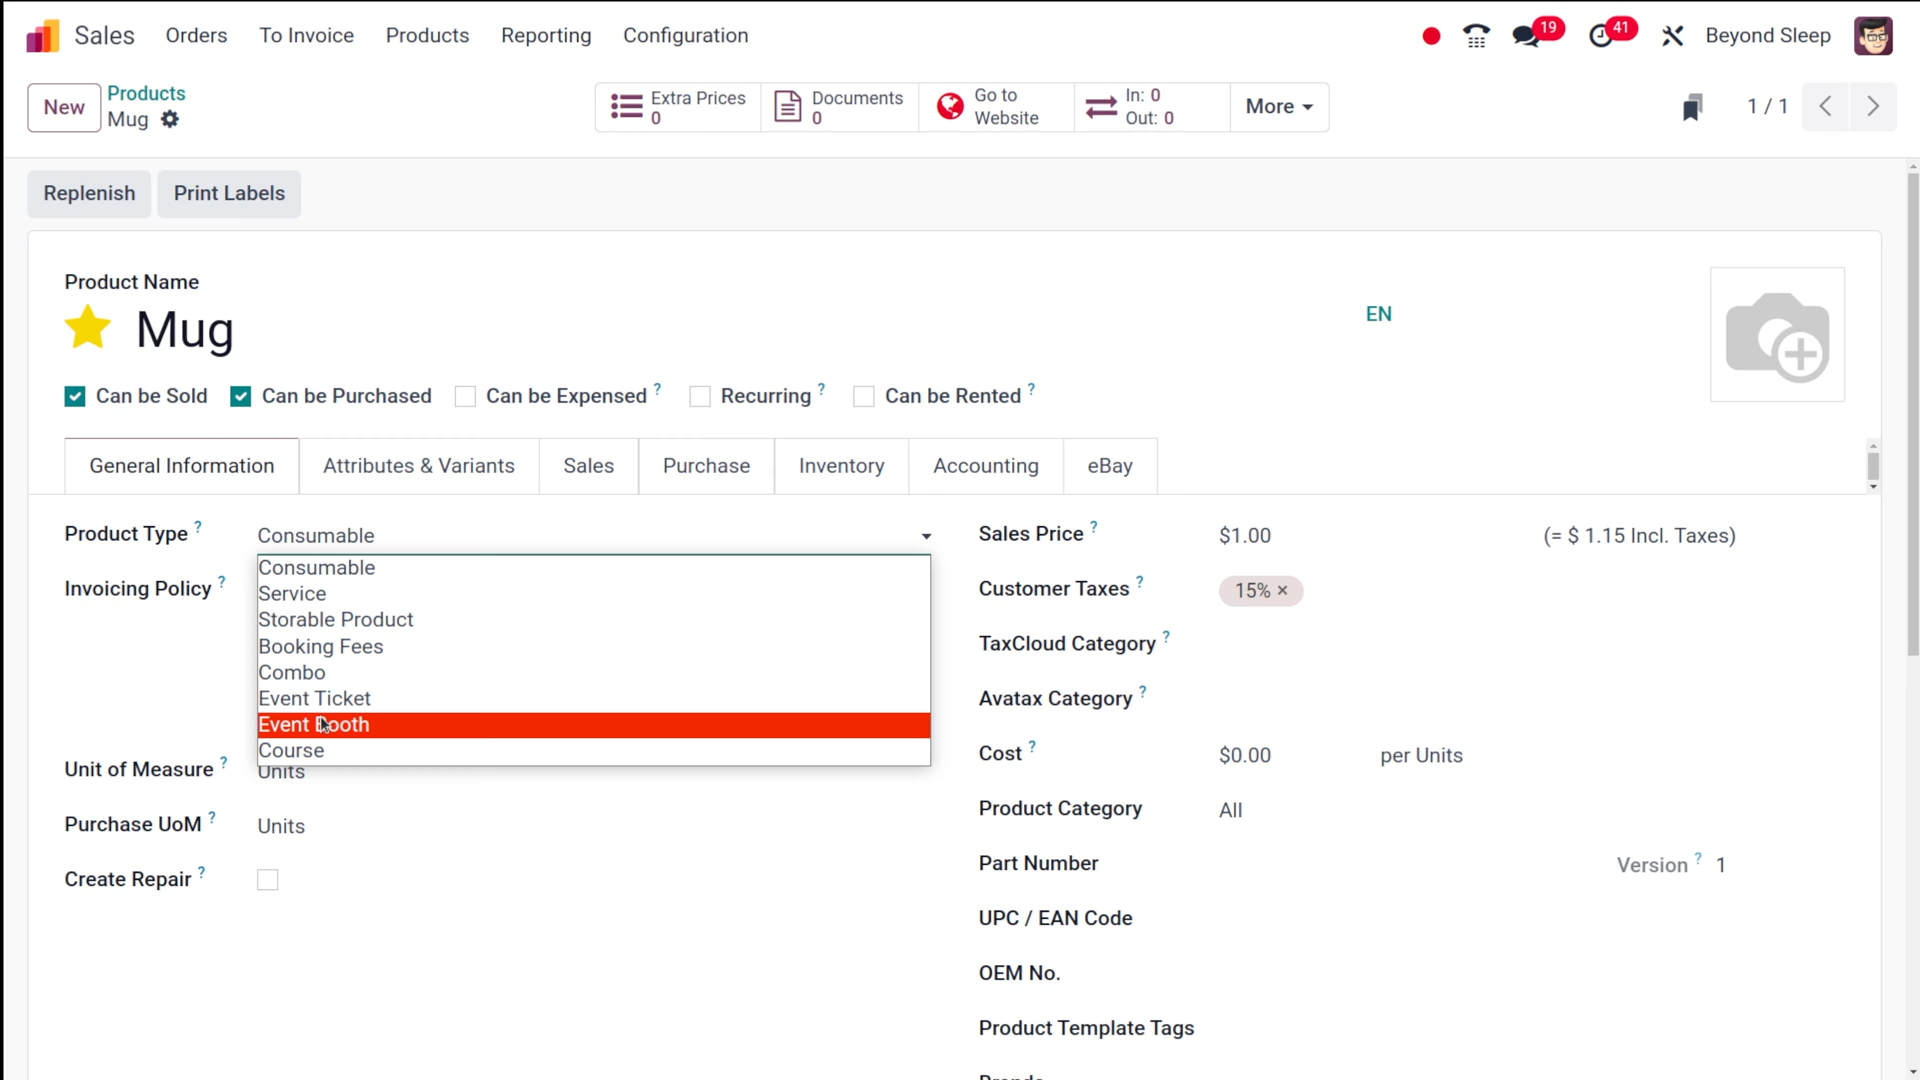 Sales Orders To Invoice Products Reporting Configuration 19 41 Beyond Sleep
New Products
Mug
Extra Prices
0
Documents
0
Go to
Website
In: 0
Out: 0
More
1 / 1
Replenish Print Labels
Product Name
Mug
EN
Can be Sold Can be Purchased Can be Expensed ? Recurring ? Can be Rented ?
General Information Attributes & Variants Sales Purchase Inventory Accounting eBay
Product Type ? Consumable
Consumable
Service
Storable Product
Booking Fees
Combo
Event Ticket
Event Booth
Course
Invoicing Policy ?
Unit of Measure ? Units
Purchase UoM ? Units
Create Repair ?
Sales Price ? $1.00 (= $ 1.15 Incl. Taxes)
Customer Taxes ? 15% ×
TaxCloud Category ?
Avatax Category ?
Cost ? $0.00 per Units
Product Category All
Part Number Version ? 1
UPC / EAN Code
OEM No.
Product Template Tags